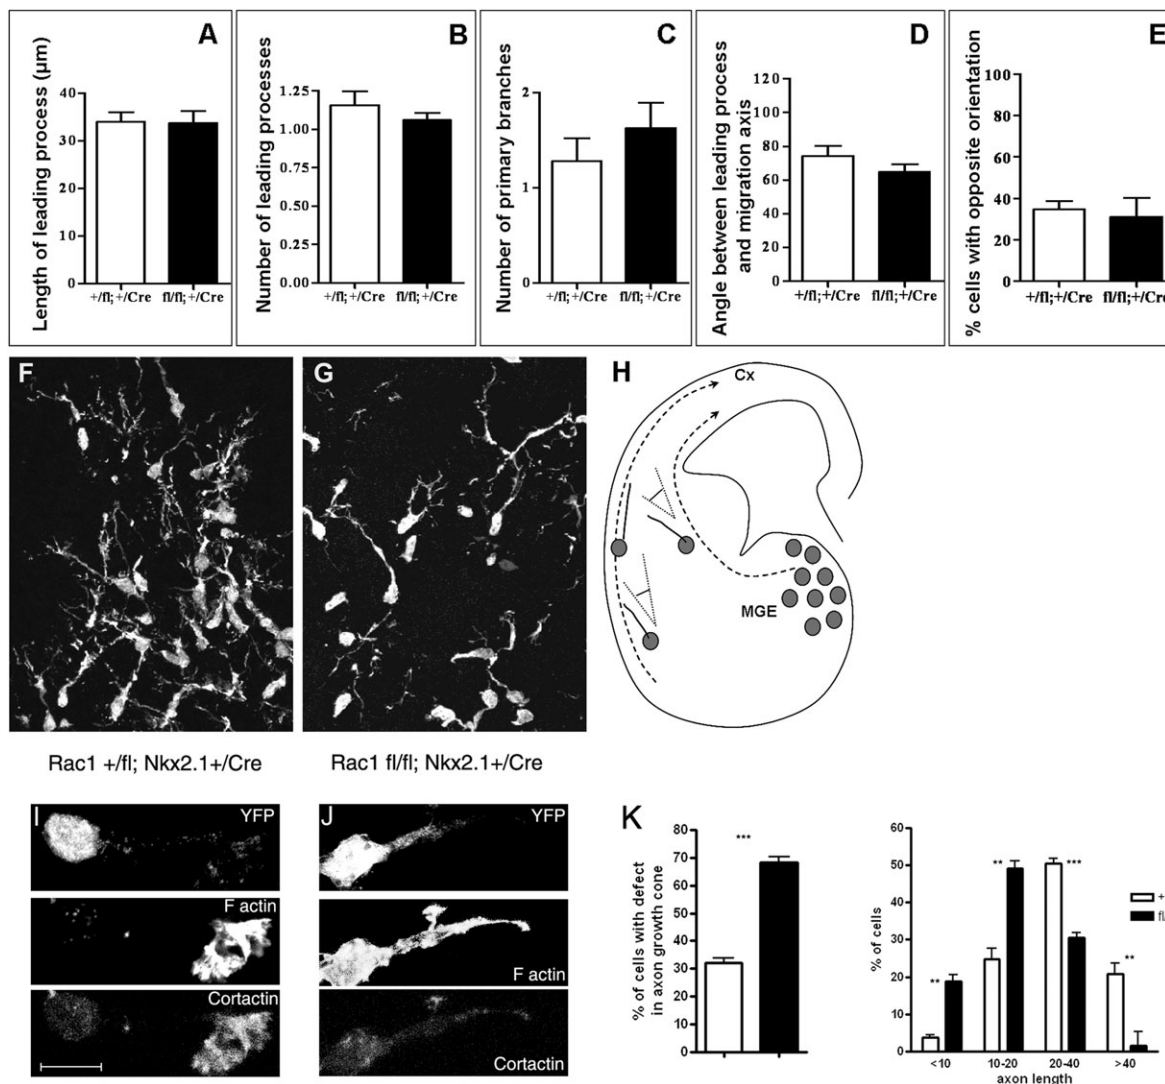 A
Length of leading process (µm)
40
30
20
10
0
+/fl;+/Cre fl/fl;+/Cre
B
Number of leading processes
1.25
1.00
0.75
0.50
0.25
0.00
+/fl;+/Cre fl/fl;+/Cre
C
Number of primary branches
2
1
0
+/fl;+/Cre fl/fl;+/Cre
D
Angle between leading process
and migration axis
120
100
80
60
40
20
0
+/fl;+/Cre fl/fl;+/Cre
E
% cells with opposite orientation
100
80
60
40
20
0
+/fl;+/Cre fl/fl;+/Cre
F
G
H
Cx
MGE
Rac1 +/fl; Nkx2.1+/Cre
Rac1 fl/fl; Nkx2.1+/Cre
I
YFP
F actin
Cortactin
J
YFP
F actin
Cortactin
K
% of cells with defect
in axon growth cone
80
70
60
50
40
30
20
10
0
***
% of cells
60
50
40
30
20
10
0
** ** *** **
<10 10-20 20-40 >40
axon length
+
fl/